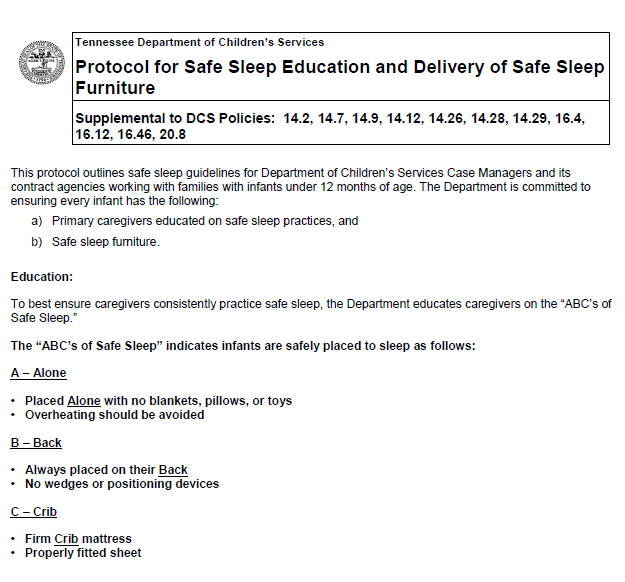 Tennessee Department of Children's Services
Protocol for Safe Sleep Education and Delivery of Safe Sleep
Furniture
Supplemental to DCS Policies: 14.2, 14.7, 14.9, 14.12, 14.26, 14.28, 14.29, 16.4,
16.12, 16.46, 20.8
This protocol outlines safe sleep guidelines for Department of Children's Services Case Managers and its
contract agencies working with families with infants under 12 months of age. The Department is committed to
ensuring every infant has the following:
a) Primary caregivers educated on safe sleep practices, and
b) Safe sleep furniture.
Education:
To best ensure caregivers consistently practice safe sleep, the Department educates caregivers on the “ABC's of
Safe Sleep.”
The “ABC's of Safe Sleep” indicates infants are safely placed to sleep as follows:
A – Alone
• Placed Alone with no blankets, pillows, or toys
• Overheating should be avoided
B – Back
• Always placed on their Back
• No wedges or positioning devices
C – Crib
• Firm Crib mattress
• Properly fitted sheet